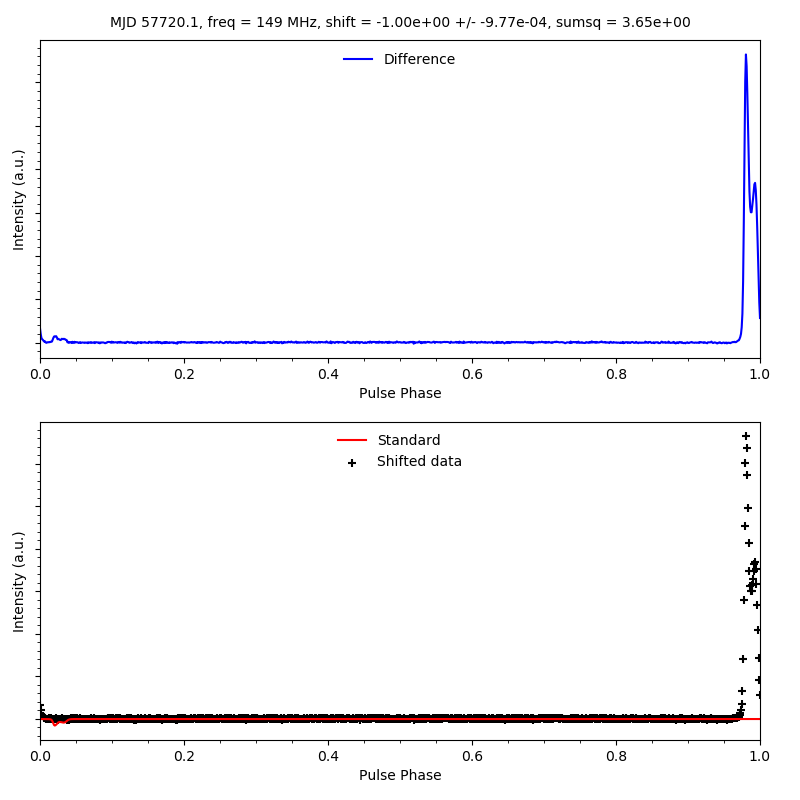 MJD 57720.1, freq = 149 MHz, shift = -1.00e+00 +/- -9.77e-04, sumsq = 3.65e+00
Difference
Intensity (a.u.)
0.0 0.2 0.4 0.6 0.8 1.0
Pulse Phase
Standard
Shifted data
Intensity (a.u.)
0.0 0.2 0.4 0.6 0.8 1.0
Pulse Phase